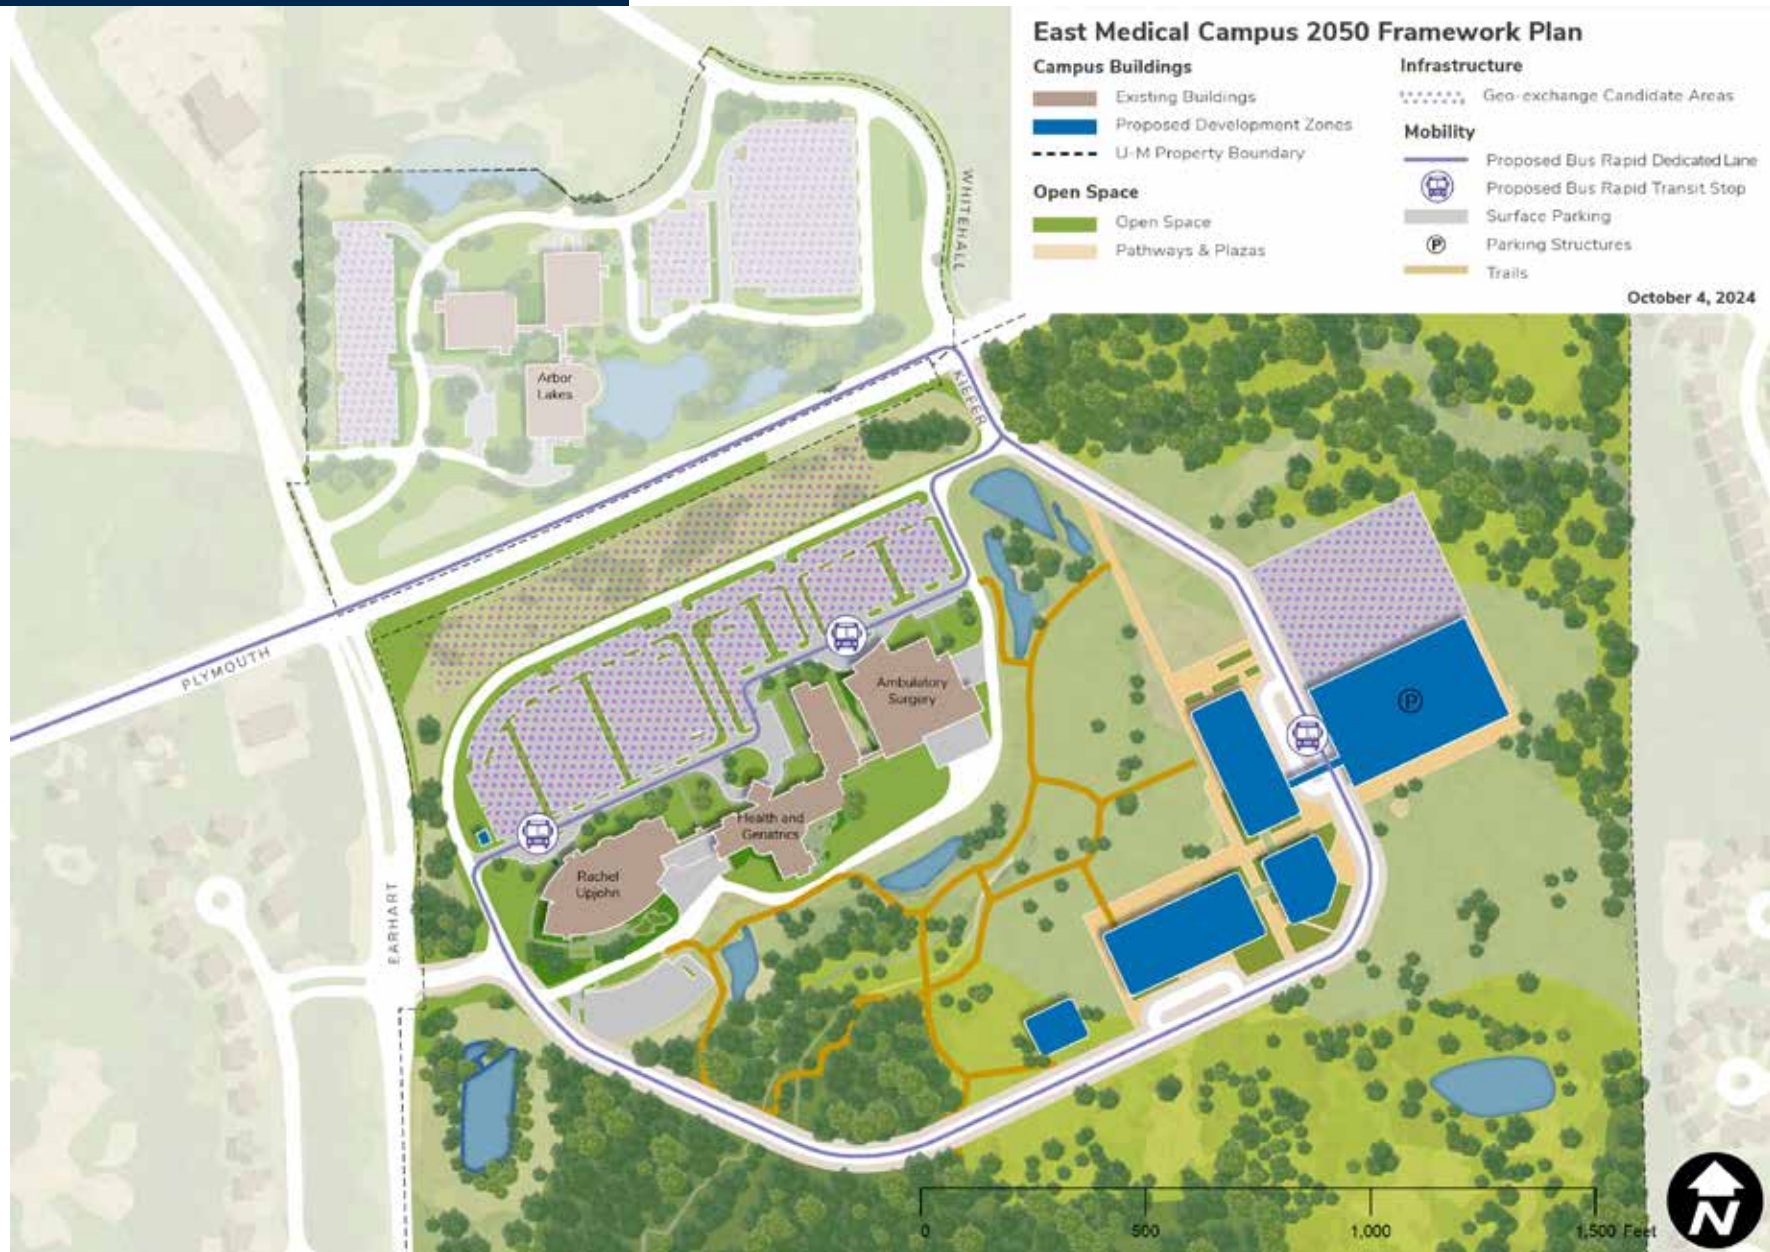 East Medical Campus 2050 Framework Plan
Campus Buildings
Existing Buildings
Proposed Development Zones
U-M Property Boundary
Open Space
Open Space
Pathways & Plazas
Infrastructure
Geo-exchange Candidate Areas
Mobility
Proposed Bus Rapid Dedicated Lane
Proposed Bus Rapid Transit Stop
Surface Parking
P
Parking Structures
Trails
October 4, 2024
WHITEHALL
KIEFER
Arbor
Lakes
PLYMOUTH
Ambulatory
Surgery
P
Health and
Geriatrics
Rachel
Upjohn
EARHART
0
500
1,000
1,500 Feet
N